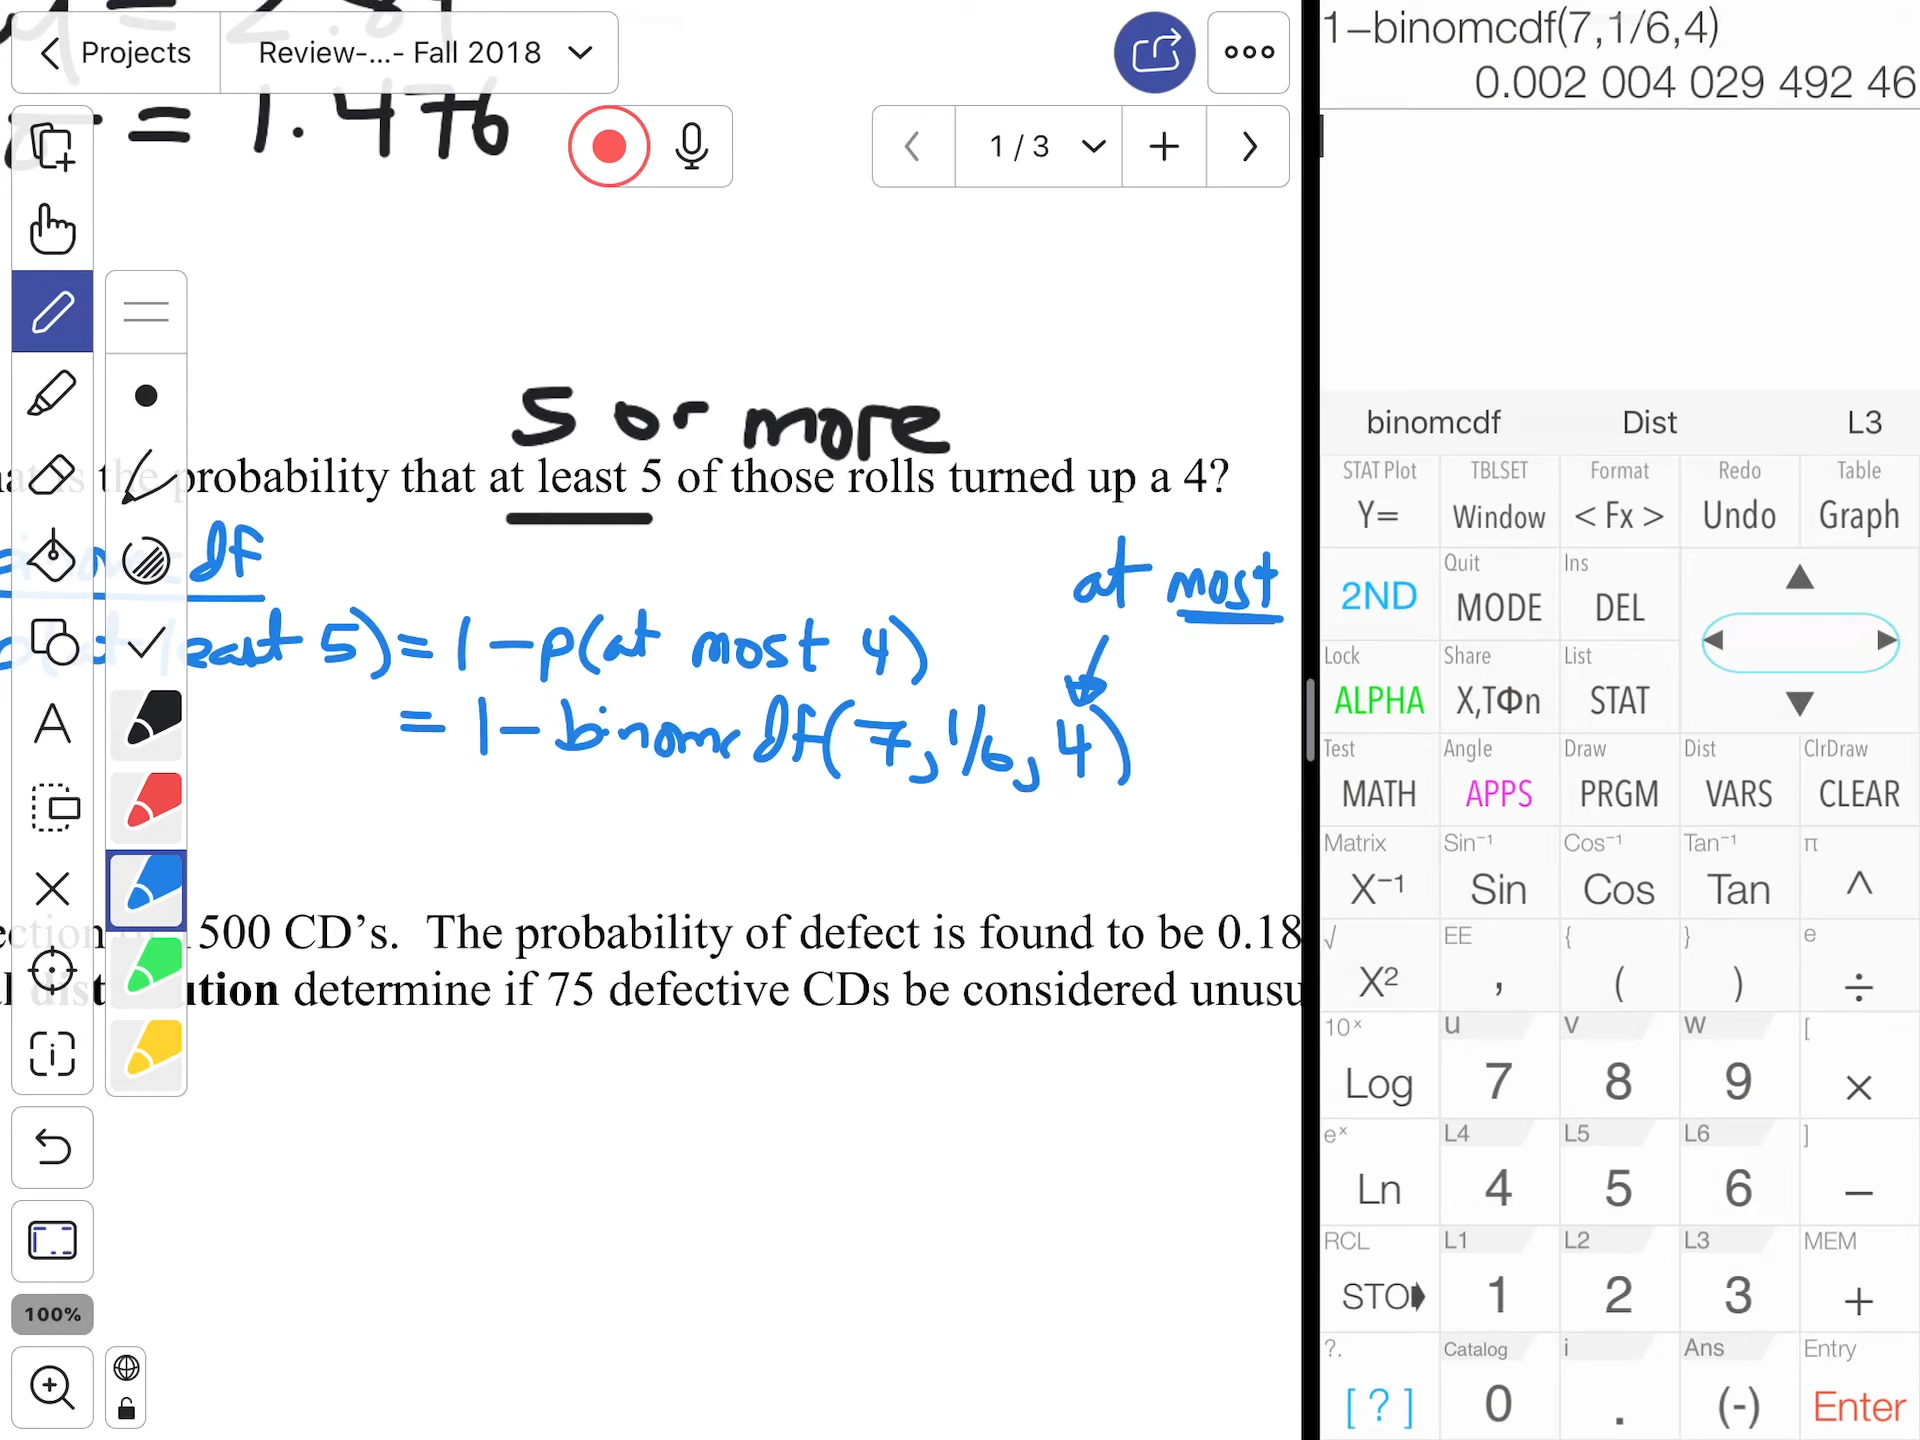 Projects
Review-...- Fall 2018
= 1.476
1 / 3
5 or more
the probability that at least 5 of those rolls turned up a 4?
df
at most
least 5) = 1 - p(at most 4)
= 1 - binomcdf(7, 1/6, 4)
500 CD's. The probability of defect is found to be 0.18
distribution determine if 75 defective CDs be considered unusu
100%
1-binomcdf(7,1/6,4)
0.002 004 029 492 46
binomcdf Dist L3
STAT Plot TBLSET Format Redo Table
Y= Window < Fx > Undo Graph
Quit Ins
2ND MODE DEL
Lock Share List
ALPHA X,TΦn STAT
Test Angle Draw Dist ClrDraw
MATH APPS PRGM VARS CLEAR
Matrix Sin⁻¹ Cos⁻¹ Tan⁻¹ π
X⁻¹ Sin Cos Tan ^
√ EE { } e
X² , ( ) ÷
10ˣ u v w [
Log 7 8 9 ×
eˣ L4 L5 L6 ]
Ln 4 5 6 −
RCL L1 L2 L3 MEM
STO 1 2 3 +
?. Catalog i Ans Entry
[ ? ] 0 . (-) Enter